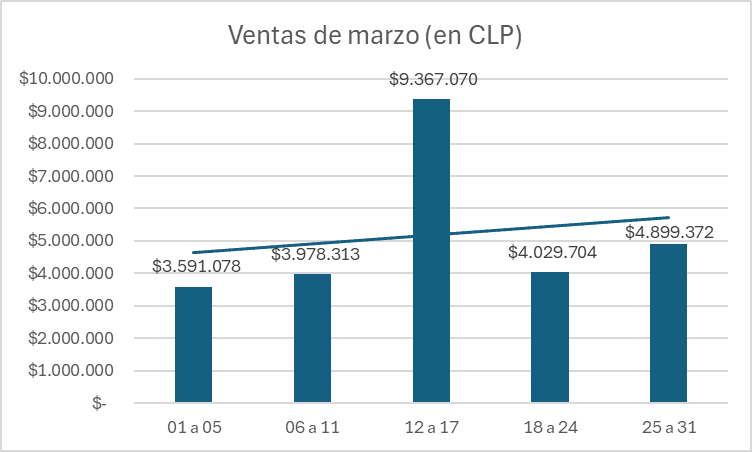 Ventas de marzo (en CLP)
$10.000.000
$9.000.000
$8.000.000
$7.000.000
$6.000.000
$5.000.000
$4.000.000
$3.000.000
$2.000.000
$1.000.000
$-
$3.591.078
$3.978.313
$9.367.070
$4.029.704
$4.899.372
01 a 05
06 a 11
12 a 17
18 a 24
25 a 31